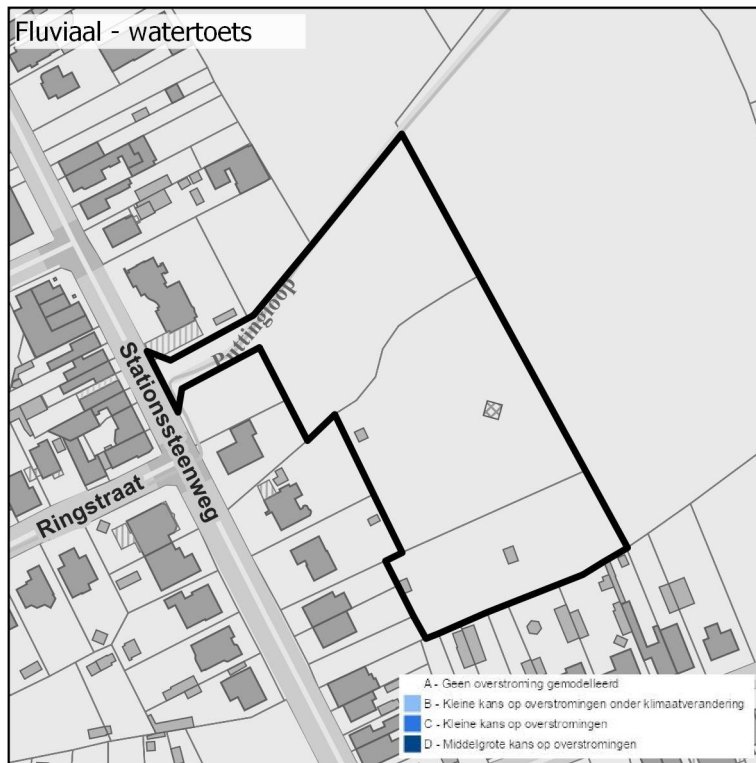 Fluviaal - watertoets
Puttingloop
Stationssteenweg
Ringstraat
A - Geen overstroming gemodelleerd
B - Kleine kans op overstromingen onder klimaatverandering
C - Kleine kans op overstromingen
D - Middelgrote kans op overstromingen